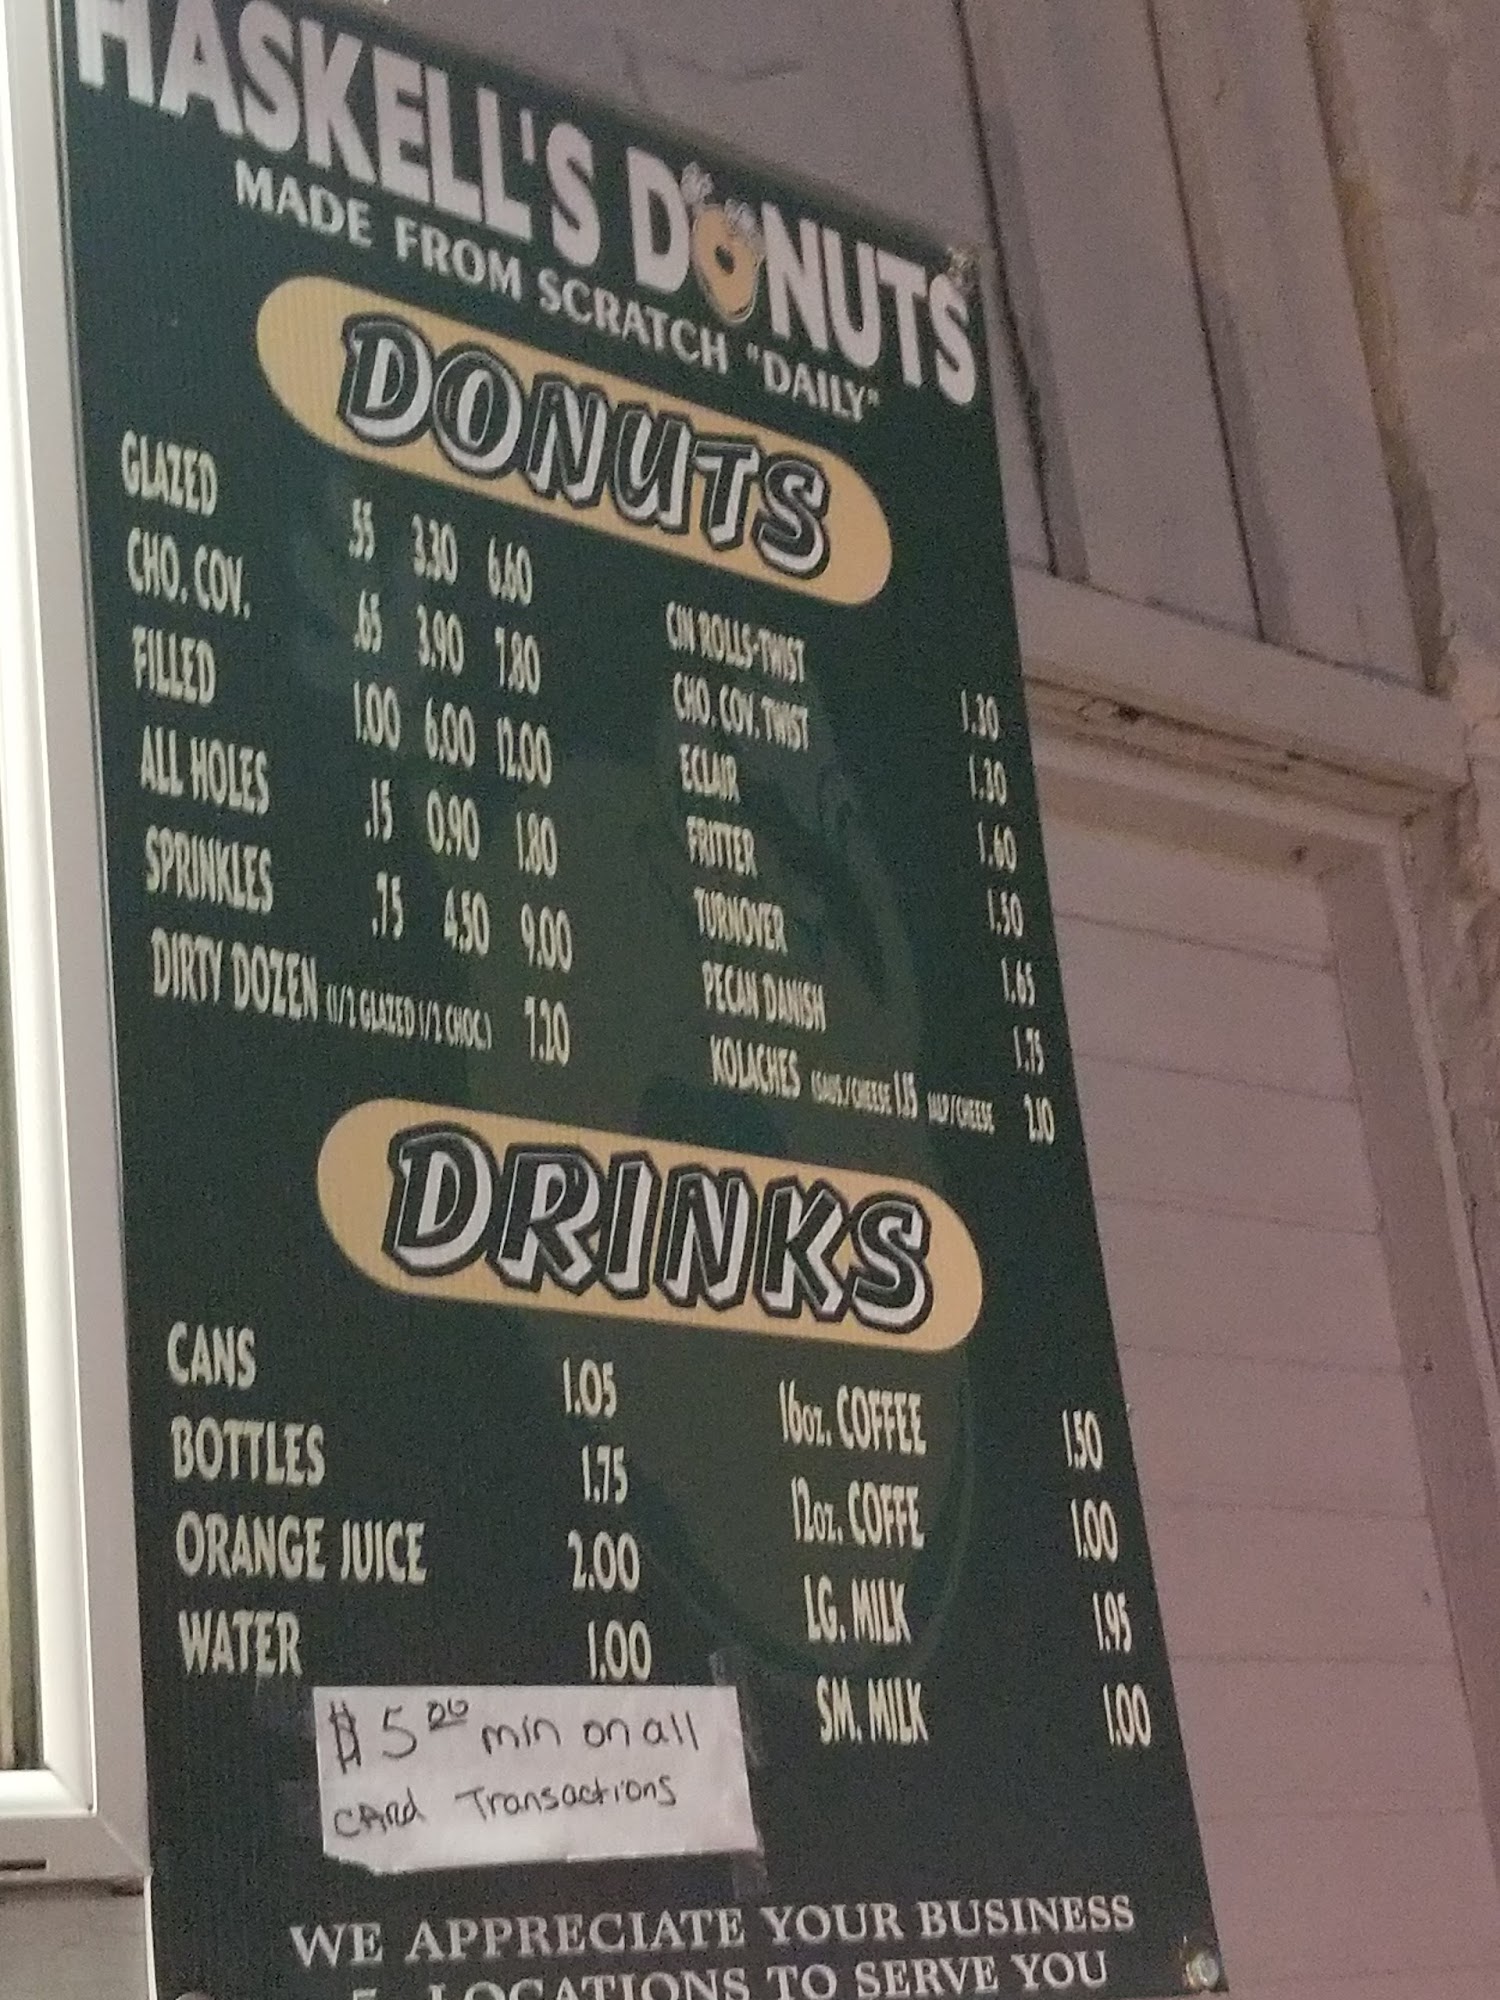 HASKELL'S DONUTS
MADE FROM SCRATCH "DAILY"
DONUTS
GLAZED .55 3.30 6.60
CHO. COV. .65 3.90 7.80
FILLED 1.00 6.00 12.00
ALL HOLES .15 0.90 1.80
SPRINKLES .75 4.50 9.00
DIRTY DOZEN (1/2 GLAZED 1/2 CHOC.) 7.20
CIN ROLLS-TWIST 1.30
CHO. COV. TWIST 1.30
ECLAIR 1.60
FRITTER 1.50
TURNOVER 1.65
PECAN DANISH 1.75
KOLACHES (SAUS./CHEESE /CHEESE 2.10
DRINKS
CANS 1.05
BOTTLES 1.75
ORANGE JUICE 2.00
WATER 1.00
16oz. COFFEE 1.50
12oz. COFFE 1.00
LG. MILK 1.95
SM. MILK 1.00
$5.00 min on all
CARd Transactions
WE APPRECIATE YOUR BUSINESS
LOCATIONS TO SERVE YOU